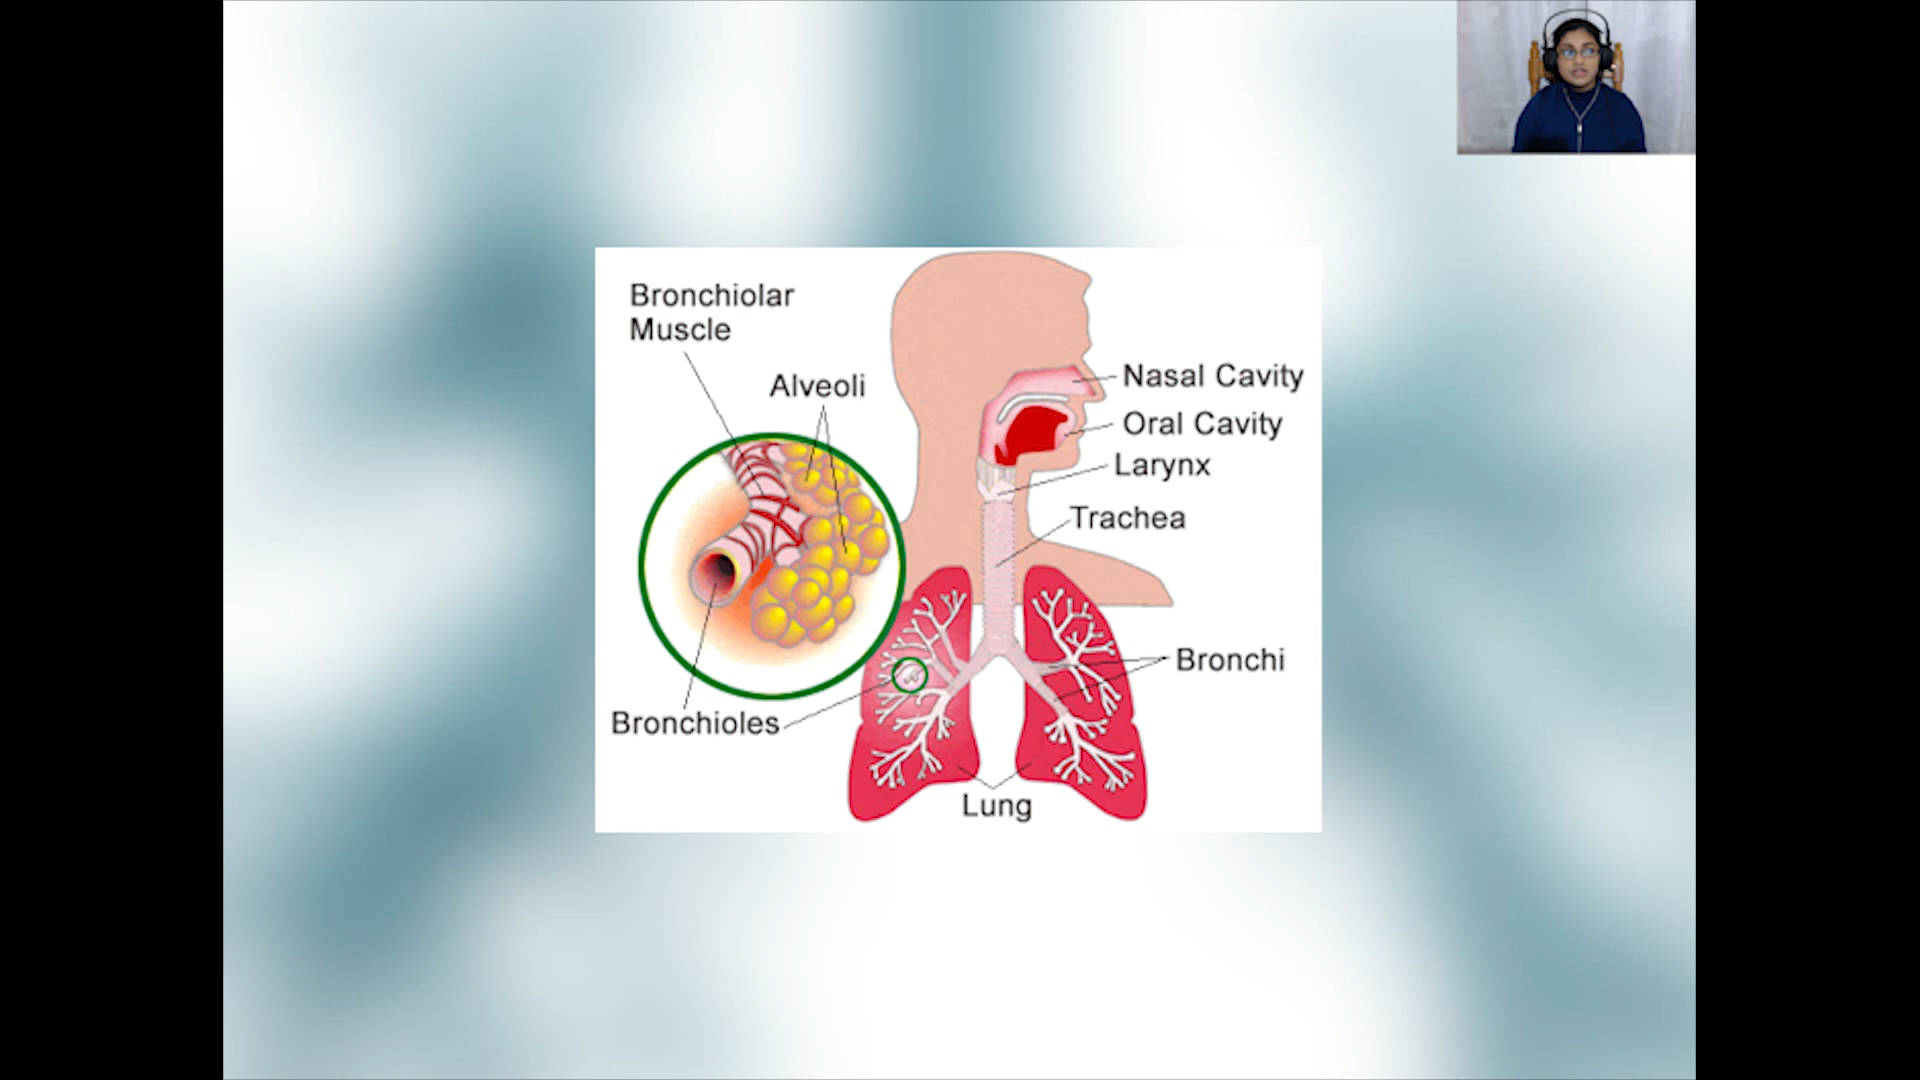 Bronchiolar
Muscle
Alveoli
Nasal Cavity
Oral Cavity
Larynx
Trachea
Bronchi
Bronchioles
Lung